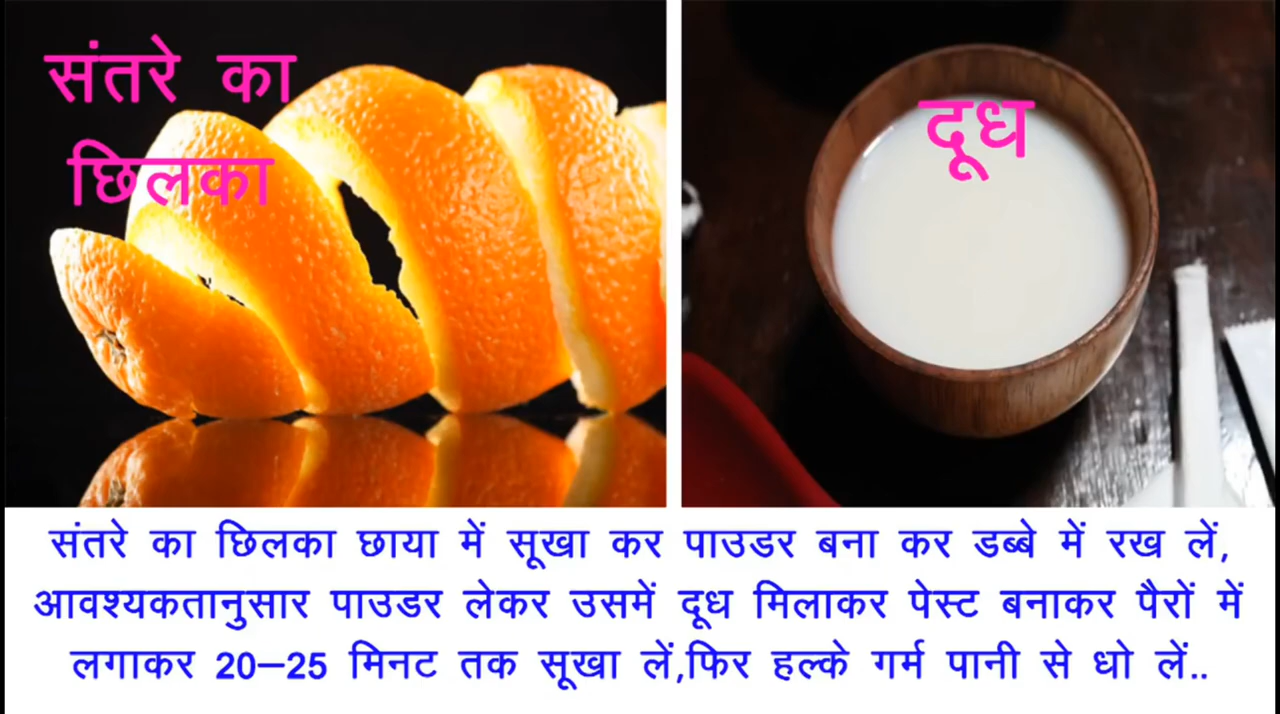 संतरे का
छिलका
दूध
संतरे का छिलका छाया में सूखा कर पाउडर बना कर डब्बे में रख लें,
आवश्यकतानुसार पाउडर लेकर उसमें दूध मिलाकर पेस्ट बनाकर पैरों में
लगाकर 20–25 मिनट तक सूखा लें,फिर हल्के गर्म पानी से धो लें..